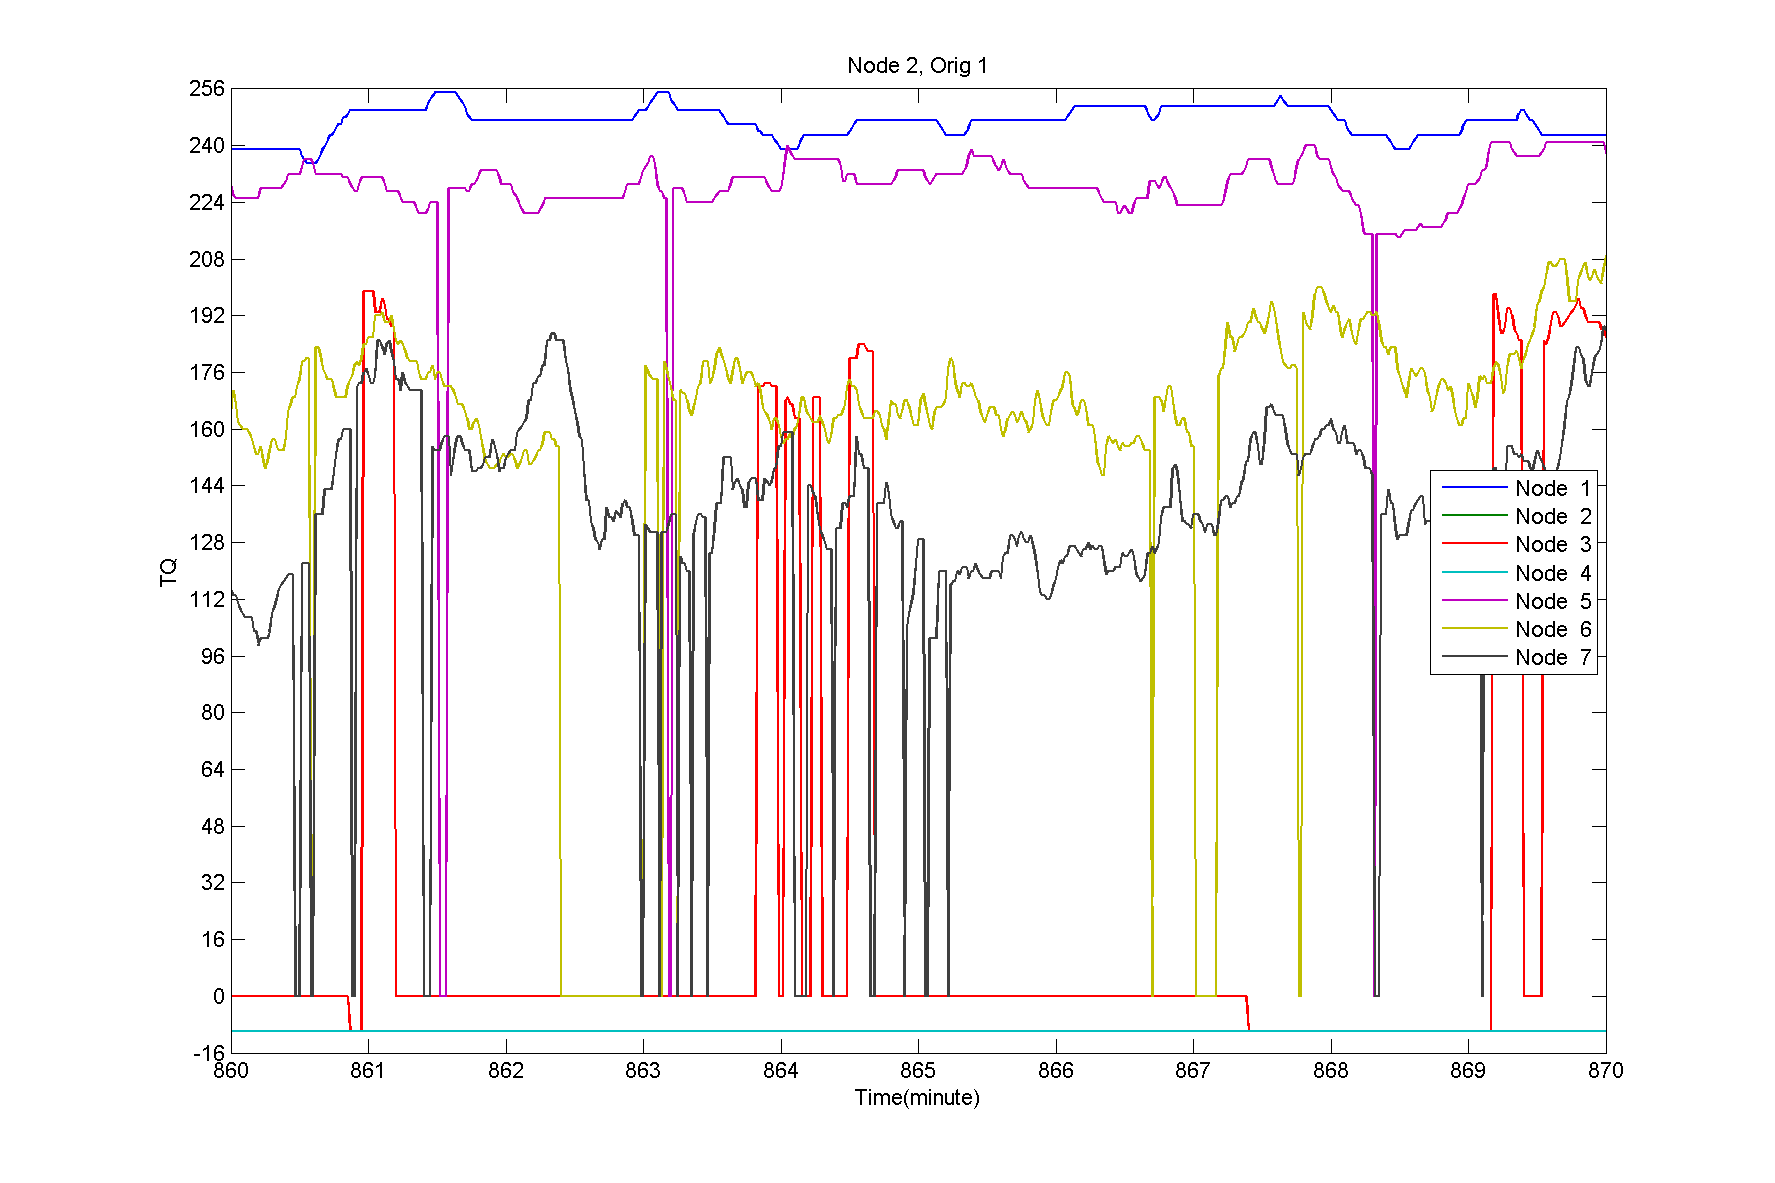 Node 2, Orig 1
256
240
224
208
192
176
160
144
128
112
96
80
64
48
32
16
0
-16
TQ
860 861 862 863 864 865 866 867 868 869 870
Time(minute)
Node 1
Node 2
Node 3
Node 4
Node 5
Node 6
Node 7